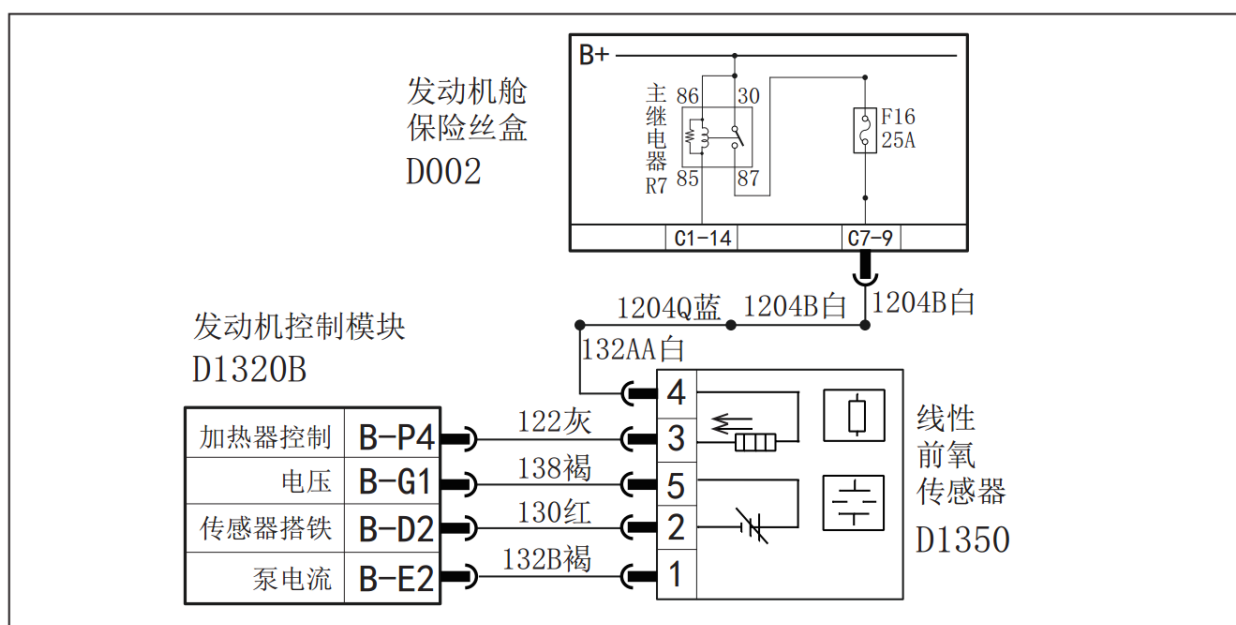 B+
发动机舱
保险丝盒
D002
主继电器
R7
86
30
85
87
F16
25A
C1-14
C7-9
1204Q蓝
1204B白
1204B白
132AA白
发动机控制模块
D1320B
加热器控制
B-P4
122灰
4
3
电压
B-G1
138褐
5
传感器搭铁
B-D2
130红
2
泵电流
B-E2
132B褐
1
线性
前氧
传感器
D1350